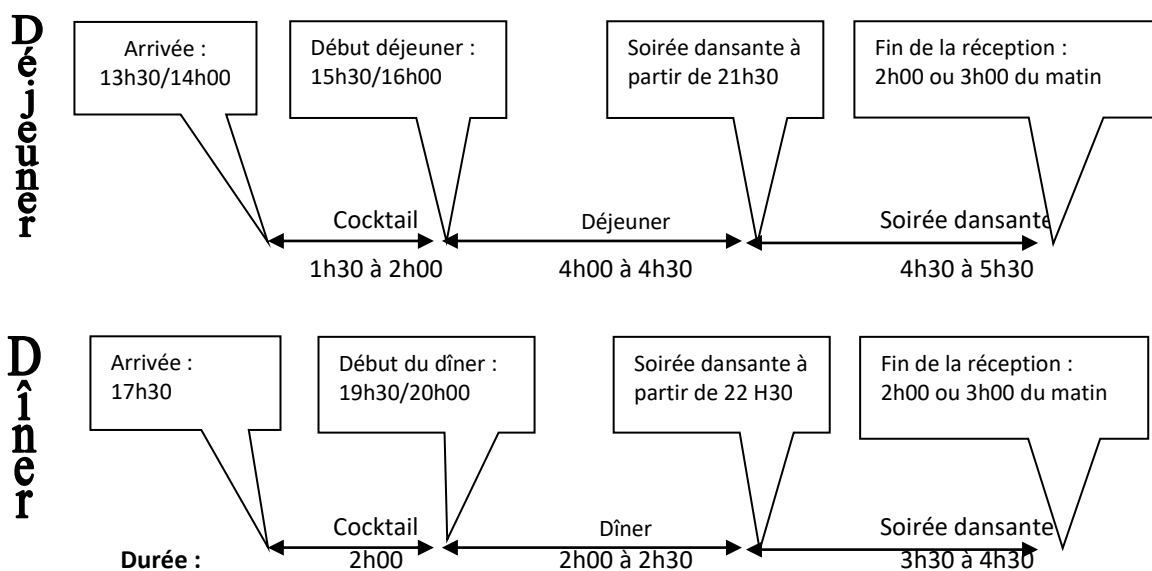 Déjeuner
Arrivée :
13h30/14h00
Début déjeuner :
15h30/16h00
Soirée dansante à
partir de 21h30
Fin de la réception :
2h00 ou 3h00 du matin
Cocktail
Déjeuner
Soirée dansante
1h30 à 2h00
4h00 à 4h30
4h30 à 5h30
Dîner
Arrivée :
17h30
Début du dîner :
19h30/20h00
Soirée dansante à
partir de 22 H30
Fin de la réception :
2h00 ou 3h00 du matin
Cocktail
Dîner
Soirée dansante
Durée :
2h00
2h00 à 2h30
3h30 à 4h30